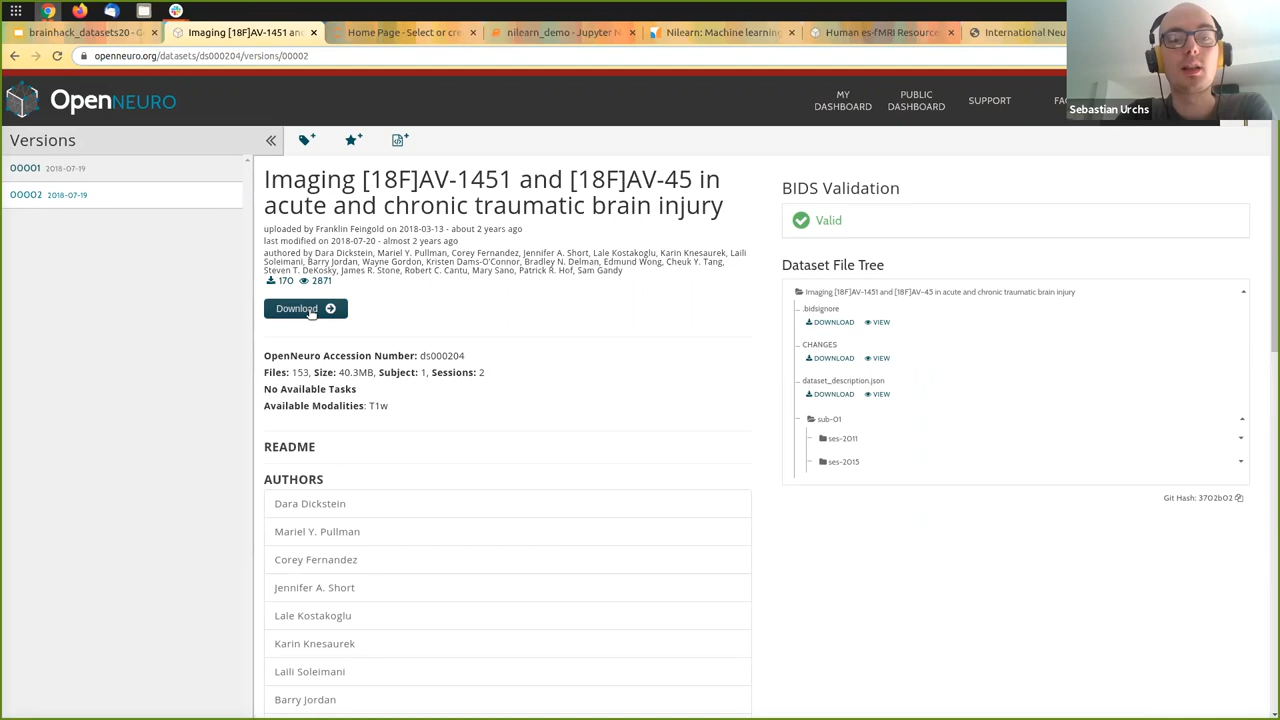 brainhack_datasets20 - G
Imaging [18F]AV-1451 an
Home Page - Select or cre
nilearn_demo - Jupyter N
Nilearn: Machine learning
Human es-fMRI Resource
International Neu
openneuro.org/datasets/ds000204/versions/00002
Sebastian Urchs
OpenNEURO
MY DASHBOARD
PUBLIC DASHBOARD
SUPPORT
FA
Versions
00001 2018-07-19
00002 2018-07-19
Imaging [18F]AV-1451 and [18F]AV-45 in
acute and chronic traumatic brain injury
uploaded by Franklin Feingold on 2018-03-13 - about 2 years ago
last modified on 2018-07-20 - almost 2 years ago
authored by Dara Dickstein, Mariel Y. Pullman, Corey Fernandez, Jennifer A. Short, Lale Kostakoglu, Karin Knesaurek, Laili
Soleimani, Barry Jordan, Wayne Gordon, Kristen Dams-O'Connor, Bradley N. Delman, Edmund Wong, Cheuk Y. Tang,
Steven T. DeKosky, James R. Stone, Robert C. Cantu, Mary Sano, Patrick R. Hof, Sam Gandy
170 2871
Download
OpenNeuro Accession Number: ds000204
Files: 153, Size: 40.3MB, Subject: 1, Sessions: 2
No Available Tasks
Available Modalities: T1w
README
AUTHORS
Dara Dickstein
Mariel Y. Pullman
Corey Fernandez
Jennifer A. Short
Lale Kostakoglu
Karin Knesaurek
Laili Soleimani
Barry Jordan
BIDS Validation
Valid
Dataset File Tree
Imaging [18F]AV-1451 and [18F]AV-45 in acute and chronic traumatic brain injury
.bidsignore
DOWNLOAD VIEW
CHANGES
DOWNLOAD VIEW
dataset_description.json
DOWNLOAD VIEW
sub-01
ses-2011
ses-2015
Git Hash: 3702b02